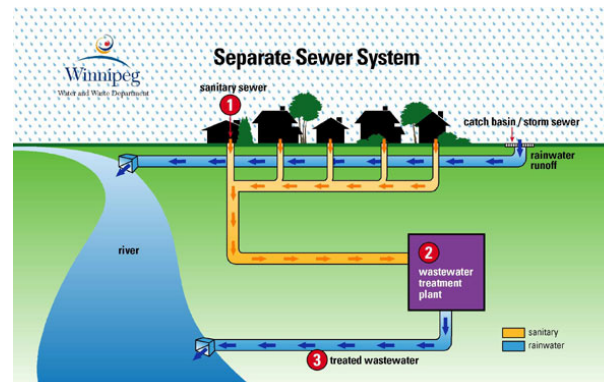 Winnipeg
Water and Waste Department
Separate Sewer System
sanitary sewer
1
catch basin / storm sewer
rainwater
runoff
river
2
wastewater
treatment
plant
sanitary
rainwater
3 treated wastewater